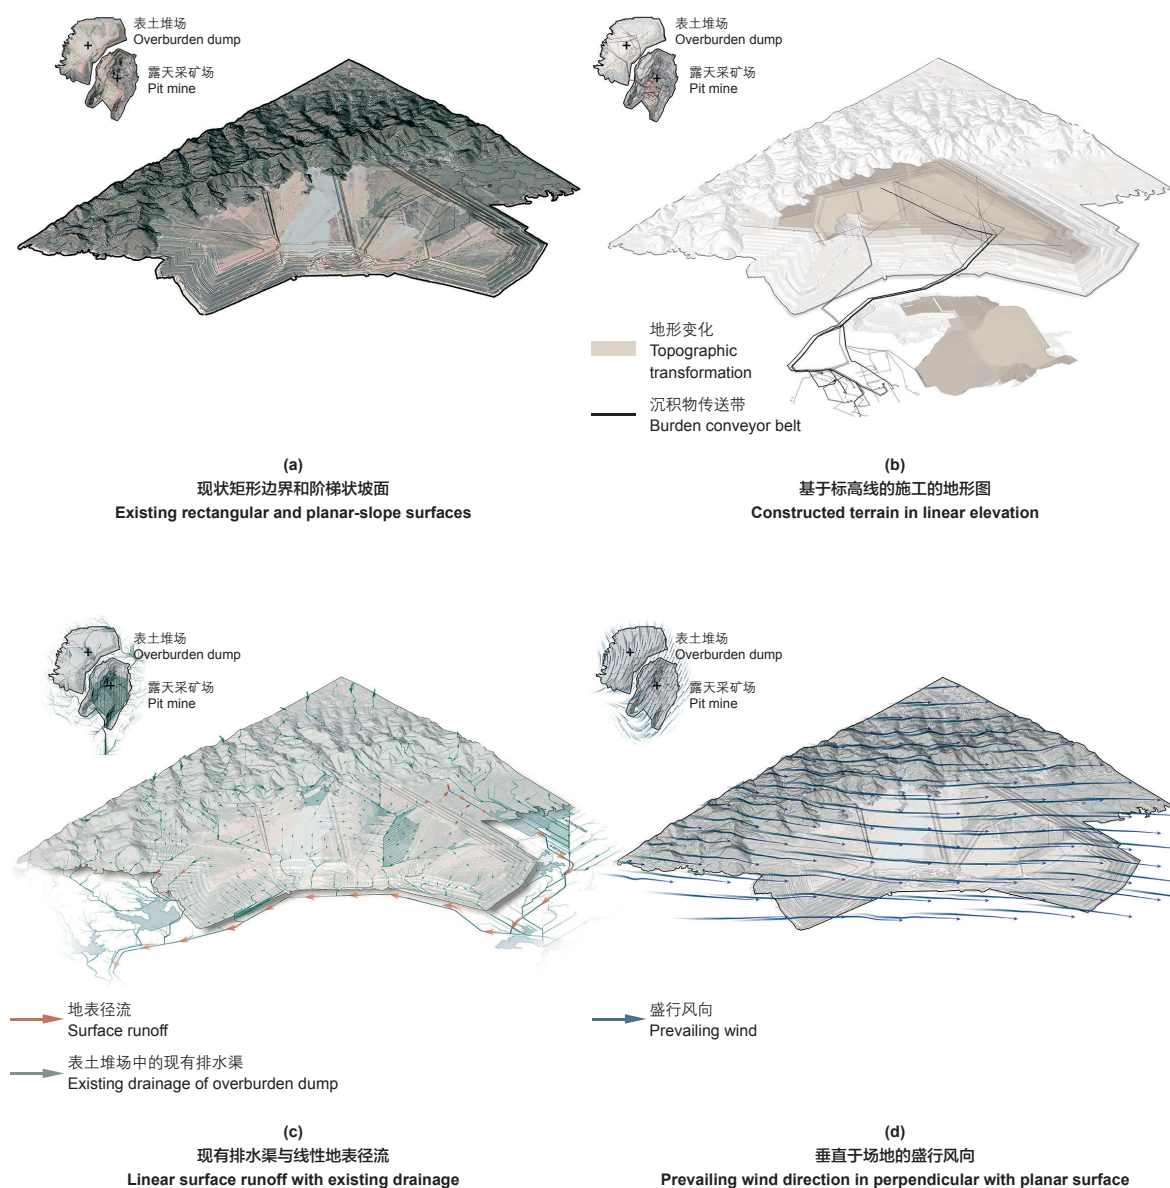 表土堆场
Overburden dump
露天采矿场
Pit mine
(a)
现状矩形边界和阶梯状坡面
Existing rectangular and planar-slope surfaces
表土堆场
Overburden dump
露天采矿场
Pit mine
地形变化
Topographic
transformation
沉积物传送带
Burden conveyor belt
(b)
基于标高线的施工的地形图
Constructed terrain in linear elevation
表土堆场
Overburden dump
露天采矿场
Pit mine
地表径流
Surface runoff
表土堆场中的现有排水渠
Existing drainage of overburden dump
(c)
现有排水渠与线性地表径流
Linear surface runoff with existing drainage
表土堆场
Overburden dump
露天采矿场
Pit mine
盛行风向
Prevailing wind
(d)
垂直于场地的盛行风向
Prevailing wind direction in perpendicular with planar surface